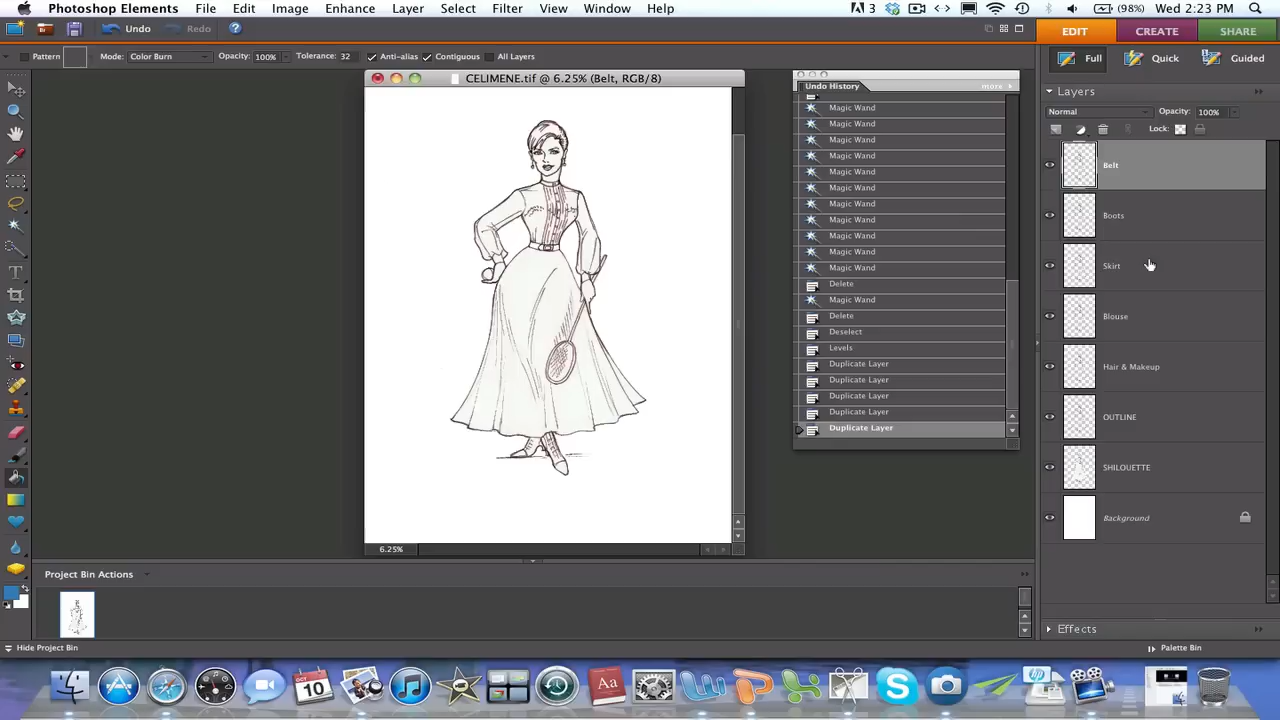 Photoshop Elements File Edit Image Enhance Layer Select Filter View Window Help 3 (98%) Wed 2:23 PM
Undo Redo ? EDIT CREATE SHARE
Pattern Mode: Color Burn Opacity: 100% Tolerance: 32 Anti-alias Contiguous All Layers Full Quick Guided
CELIMENE.tif @ 6.25% (Belt, RGB/8)
Undo History more
Layers
Normal Opacity: 100%
Lock:
Magic Wand
Magic Wand
Magic Wand
Magic Wand
Magic Wand
Magic Wand
Magic Wand
Magic Wand
Magic Wand
Magic Wand
Magic Wand
Delete
Magic Wand
Delete
Deselect
Levels
Duplicate Layer
Duplicate Layer
Duplicate Layer
Duplicate Layer
Duplicate Layer
Belt
Boots
Skirt
Blouse
Hair & Makeup
OUTLINE
SHILOUETTE
Background
6.25%
Project Bin Actions
Effects
Hide Project Bin
Palette Bin
OCT
10
Aa